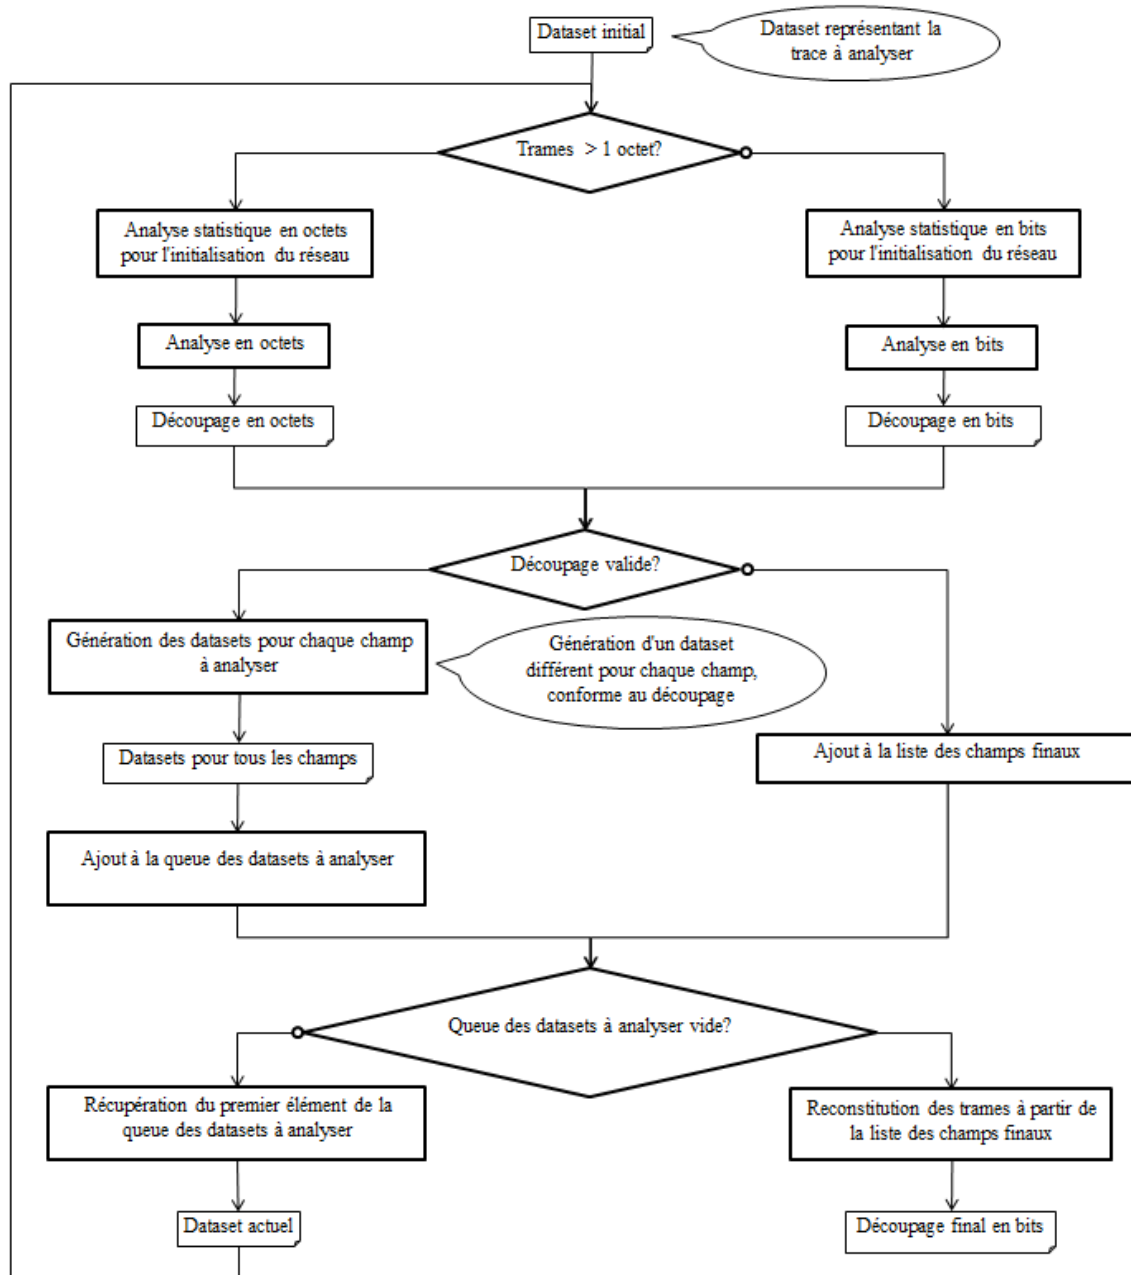 Dataset initial
Dataset représentant la
trace à analyser
Trames > 1 octet?
Analyse statistique en octets
pour l'initialisation du réseau
Analyse statistique en bits
pour l'initialisation du réseau
Analyse en octets
Analyse en bits
Découpage en octets
Découpage en bits
Découpage valide?
Génération des datasets pour chaque champ
à analyser
Génération d'un dataset
différent pour chaque champ,
conforme au découpage
Datasets pour tous les champs
Ajout à la liste des champs finaux
Ajout à la queue des datasets à analyser
Queue des datasets à analyser vide?
Récupération du premier élément de la
queue des datasets à analyser
Reconstitution des trames à partir de
la liste des champs finaux
Dataset actuel
Découpage final en bits